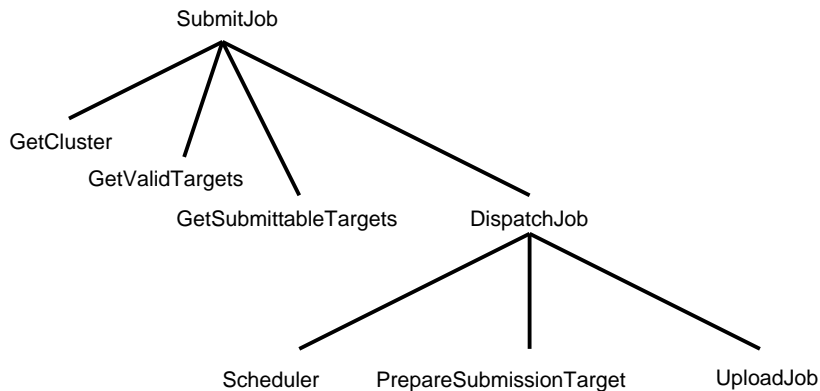 SubmitJob
GetCluster
GetValidTargets
GetSubmittableTargets
DispatchJob
Scheduler
PrepareSubmissionTarget
UploadJob